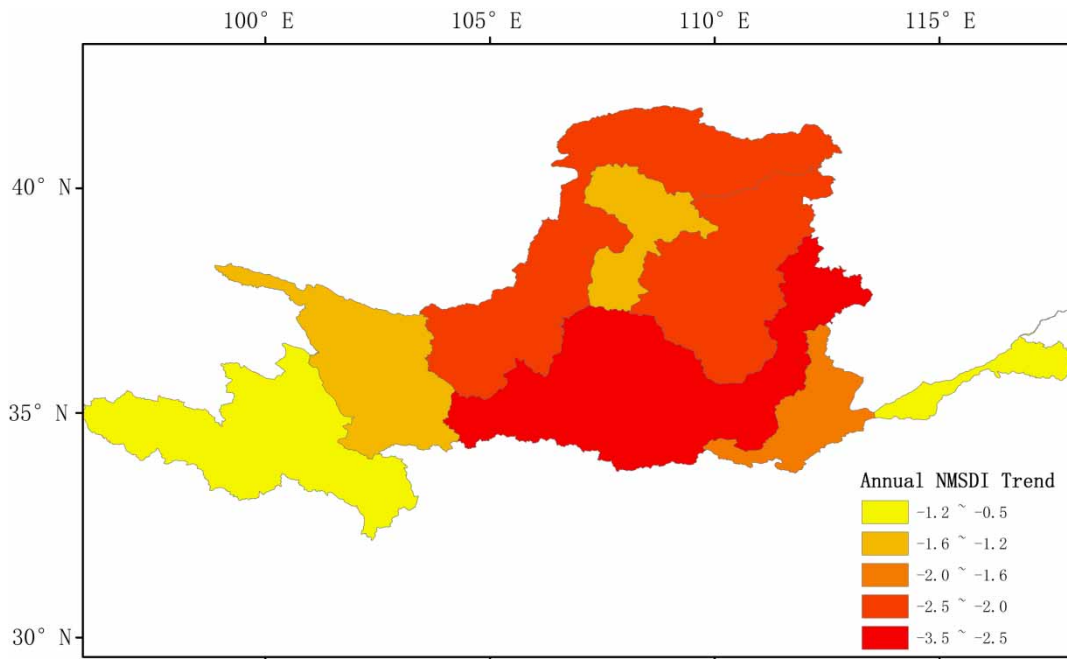 100° E 105° E 110° E 115° E
40° N
35° N
30° N
Annual NMSDI Trend
-1.2 ~ -0.5
-1.6 ~ -1.2
-2.0 ~ -1.6
-2.5 ~ -2.0
-3.5 ~ -2.5